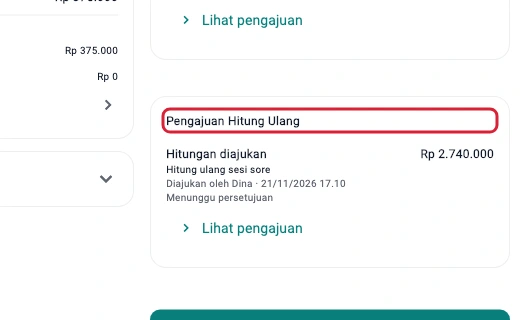 Rp 375.000
Rp 0
Lihat pengajuan
Pengajuan Hitung Ulang
Hitungan diajukan Rp 2.740.000
Hitung ulang sesi sore
Diajukan oleh Dina · 21/11/2026 17.10
Menunggu persetujuan
Lihat pengajuan